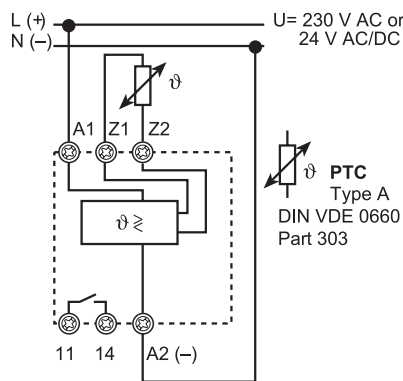 L (+)
U= 230 V AC or
N (–)
24 V AC/DC
ϑ
A1 Z1 Z2
ϑ PTC
Type A
DIN VDE 0660
Part 303
ϑ ≷
11 14 A2 (–)